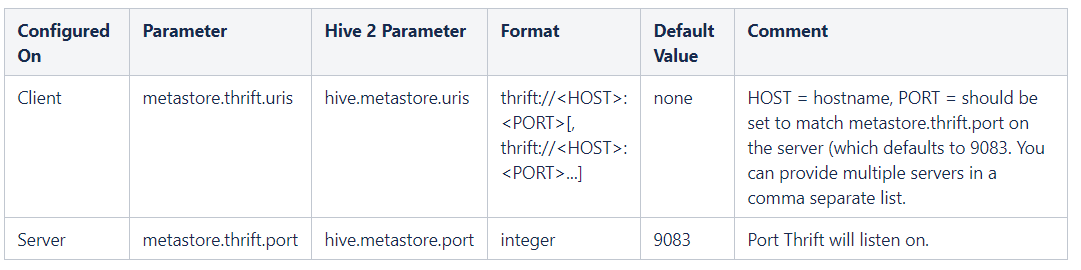 Configured On
Parameter
Hive 2 Parameter
Format
Default Value
Comment
Client
metastore.thrift.uris
hive.metastore.uris
thrift://<HOST>:
<PORT>[,
thrift://<HOST>:
<PORT>...]
none
HOST = hostname, PORT = should be
set to match metastore.thrift.port on
the server (which defaults to 9083. You
can provide multiple servers in a
comma separate list.
Server
metastore.thrift.port
hive.metastore.port
integer
9083
Port Thrift will listen on.